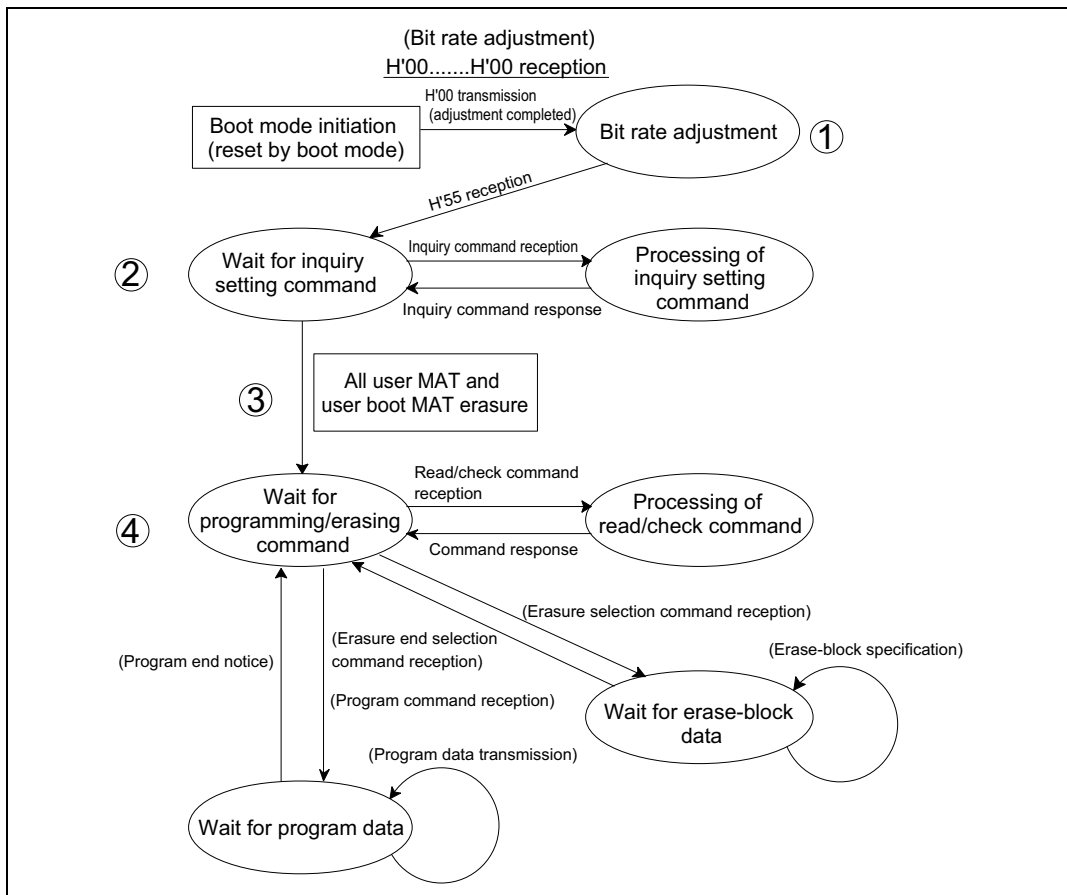 (Bit rate adjustment)
H'00.......H'00 reception
H'00 transmission
(adjustment completed)
Boot mode initiation
(reset by boot mode)
Bit rate adjustment
1
H'55 reception
2
Wait for inquiry
setting command
Inquiry command reception
Inquiry command response
Processing of
inquiry setting
command
3
All user MAT and
user boot MAT erasure
4
Wait for
programming/erasing
command
Read/check command
reception
Command response
Processing of
read/check command
(Erasure selection command reception)
(Program end notice)
(Erasure end selection
command reception)
(Program command reception)
(Erase-block specification)
Wait for erase-block
data
(Program data transmission)
Wait for program data